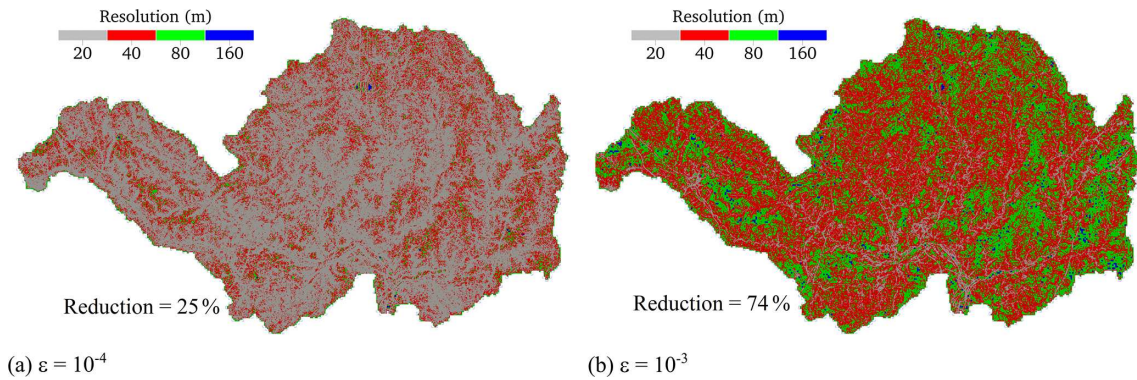 Resolution (m)
20 40 80 160
Reduction = 25 %
(a) ε = 10⁻⁴
Resolution (m)
20 40 80 160
Reduction = 74 %
(b) ε = 10⁻³